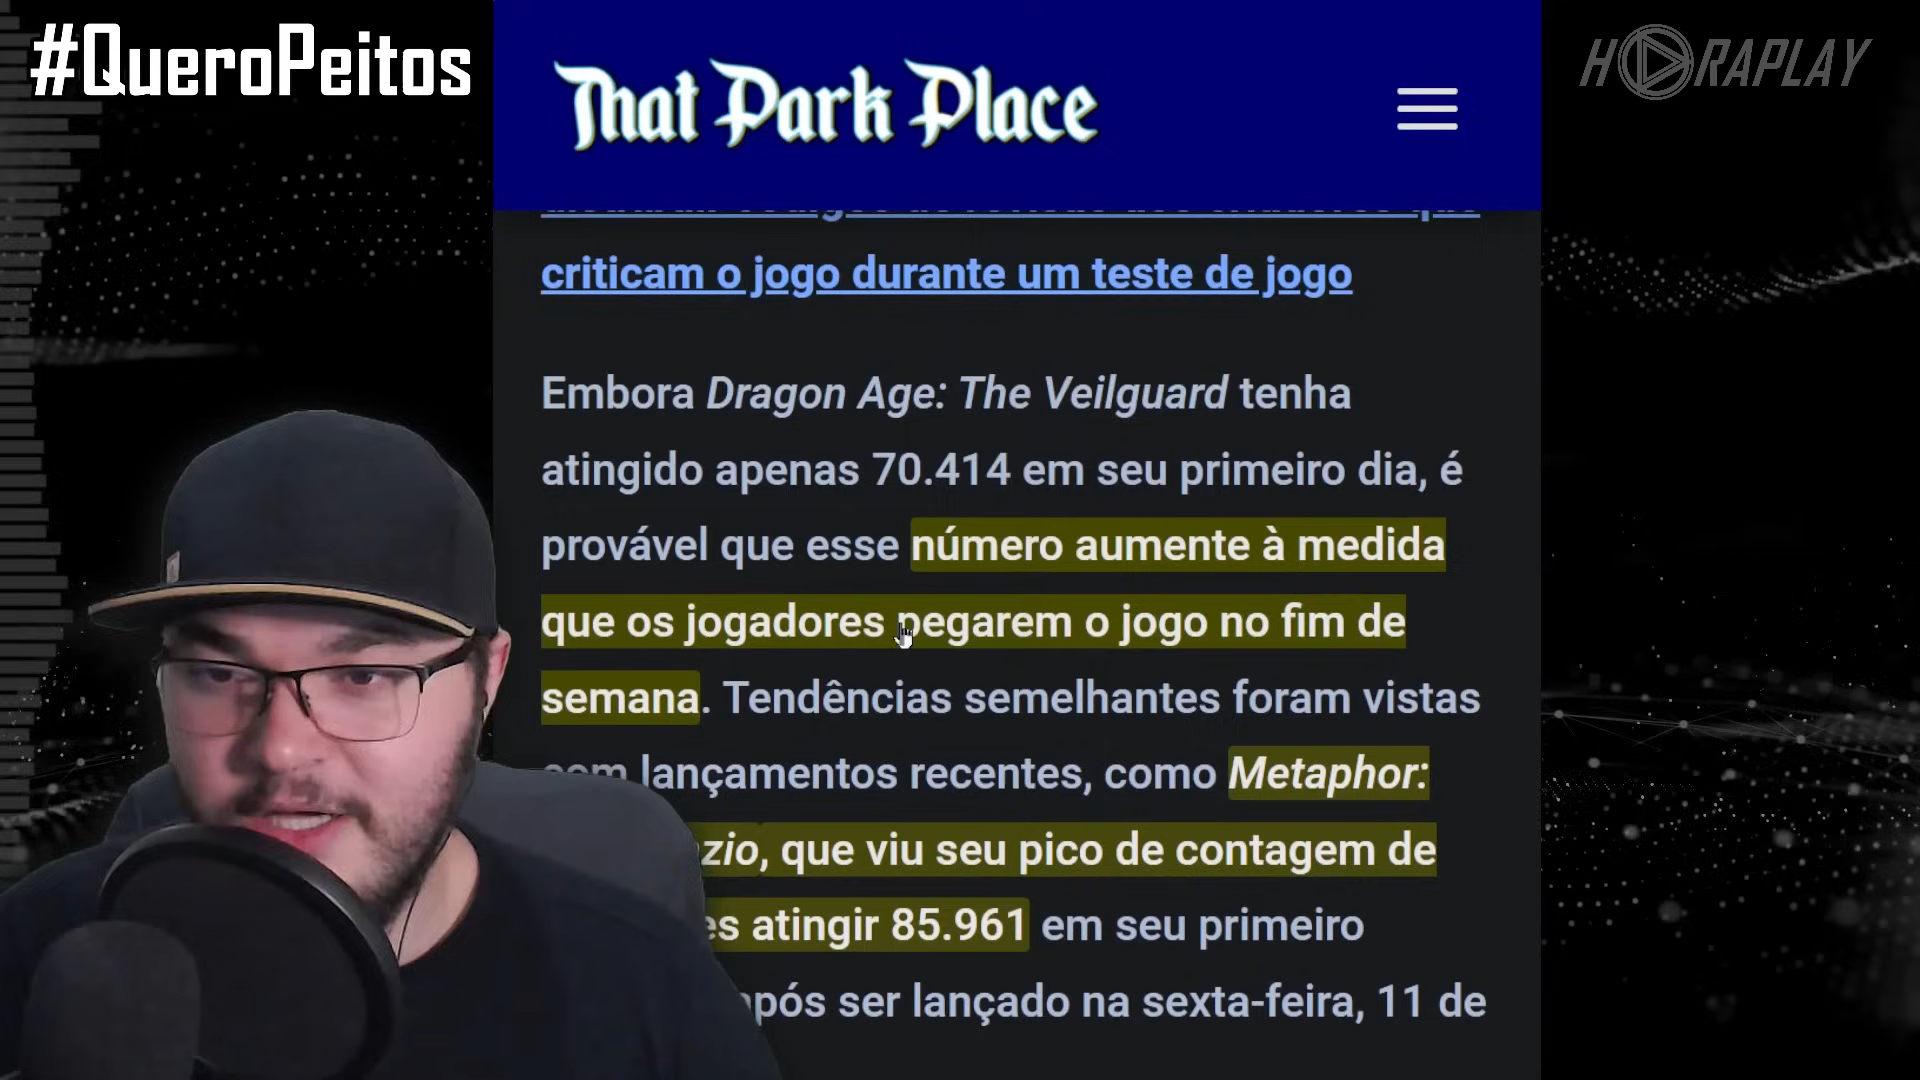 #QueroPeitos
That Park Place
HORAPLAY
criticam o jogo durante um teste de jogo
Embora Dragon Age: The Veilguard tenha
atingido apenas 70.414 em seu primeiro dia, é
provável que esse número aumente à medida
que os jogadores pegarem o jogo no fim de
semana. Tendências semelhantes foram vistas
com lançamentos recentes, como Metaphor:
que viu seu pico de contagem de
atingir 85.961 em seu primeiro
após ser lançado na sexta-feira, 11 de